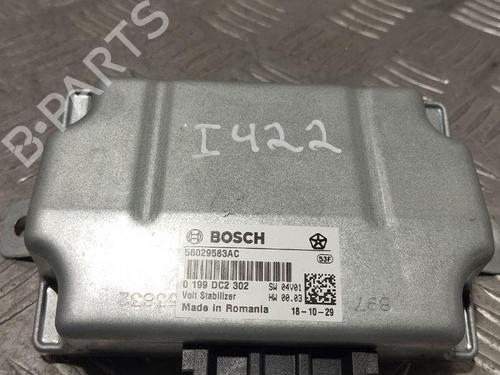 B-PARTS
I422
BOSCH
56029583AC
53F
0 199 DC2 302
SW 04V01
Volt Stabilizer
HW 00.03
Made in Romania
18-10-29
897